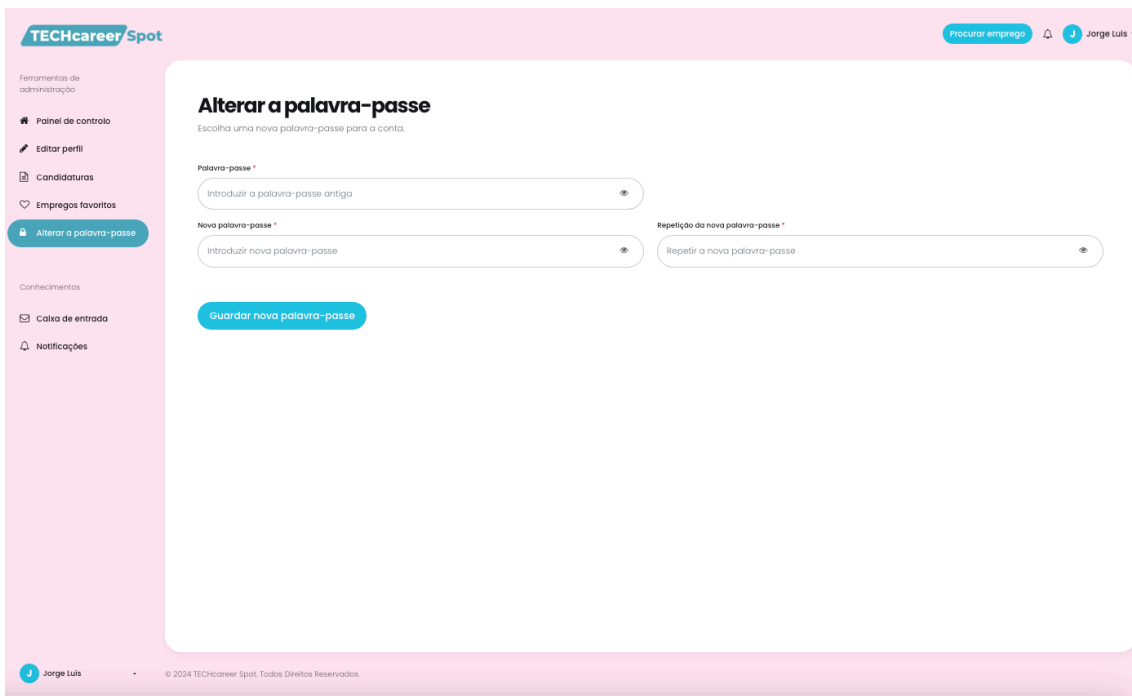 TECHcareer Spot
Procurar emprego
J
Jorge Luís
Ferramentas de
administração
Painel de controlo
Editar perfil
Candidaturas
Empregos favoritos
Alterar a palavra-passe
Conhecimentos
Caixa de entrada
Notificações
Alterar a palavra-passe
Escolha uma nova palavra-passe para a conta.
Palavra-passe *
Introduzir a palavra-passe antiga
Nova palavra-passe *
Repetição da nova palavra-passe *
Introduzir nova palavra-passe
Repetir a nova palavra-passe
Guardar nova palavra-passe
J
Jorge Luís
© 2024 TECHcareer Spot. Todos Direitos Reservados.